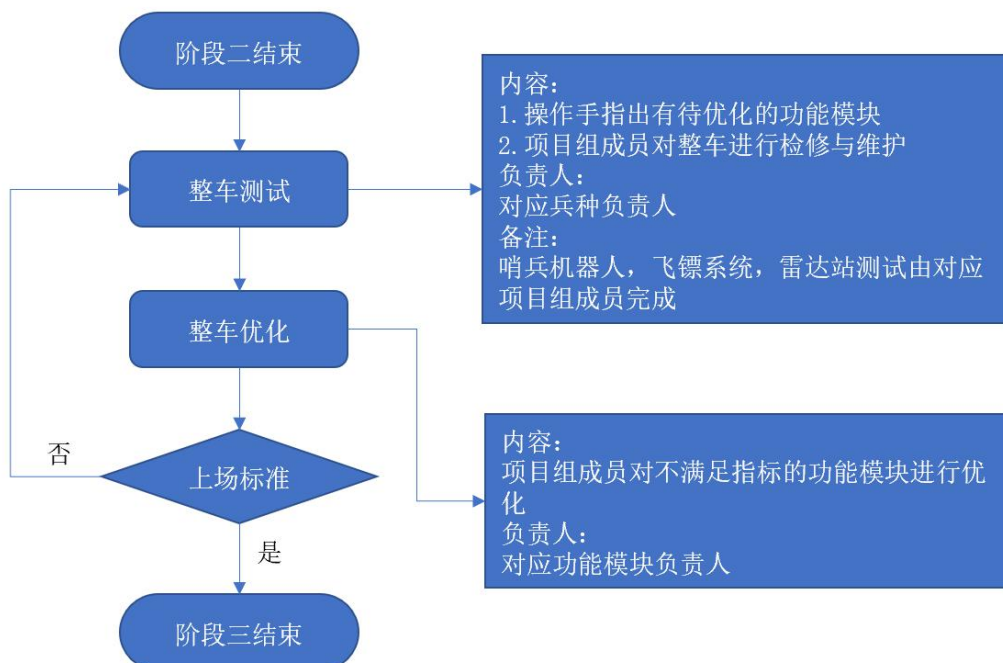 阶段二结束
内容：
1.操作手指出有待优化的功能模块
2.项目组成员对整车进行检修与维护
负责人：
对应兵种负责人
备注：
哨兵机器人，飞镖系统，雷达站测试由对应
项目组成员完成
整车测试
整车优化
内容：
项目组成员对不满足指标的功能模块进行优
化
负责人：
对应功能模块负责人
否
上场标准
是
阶段三结束